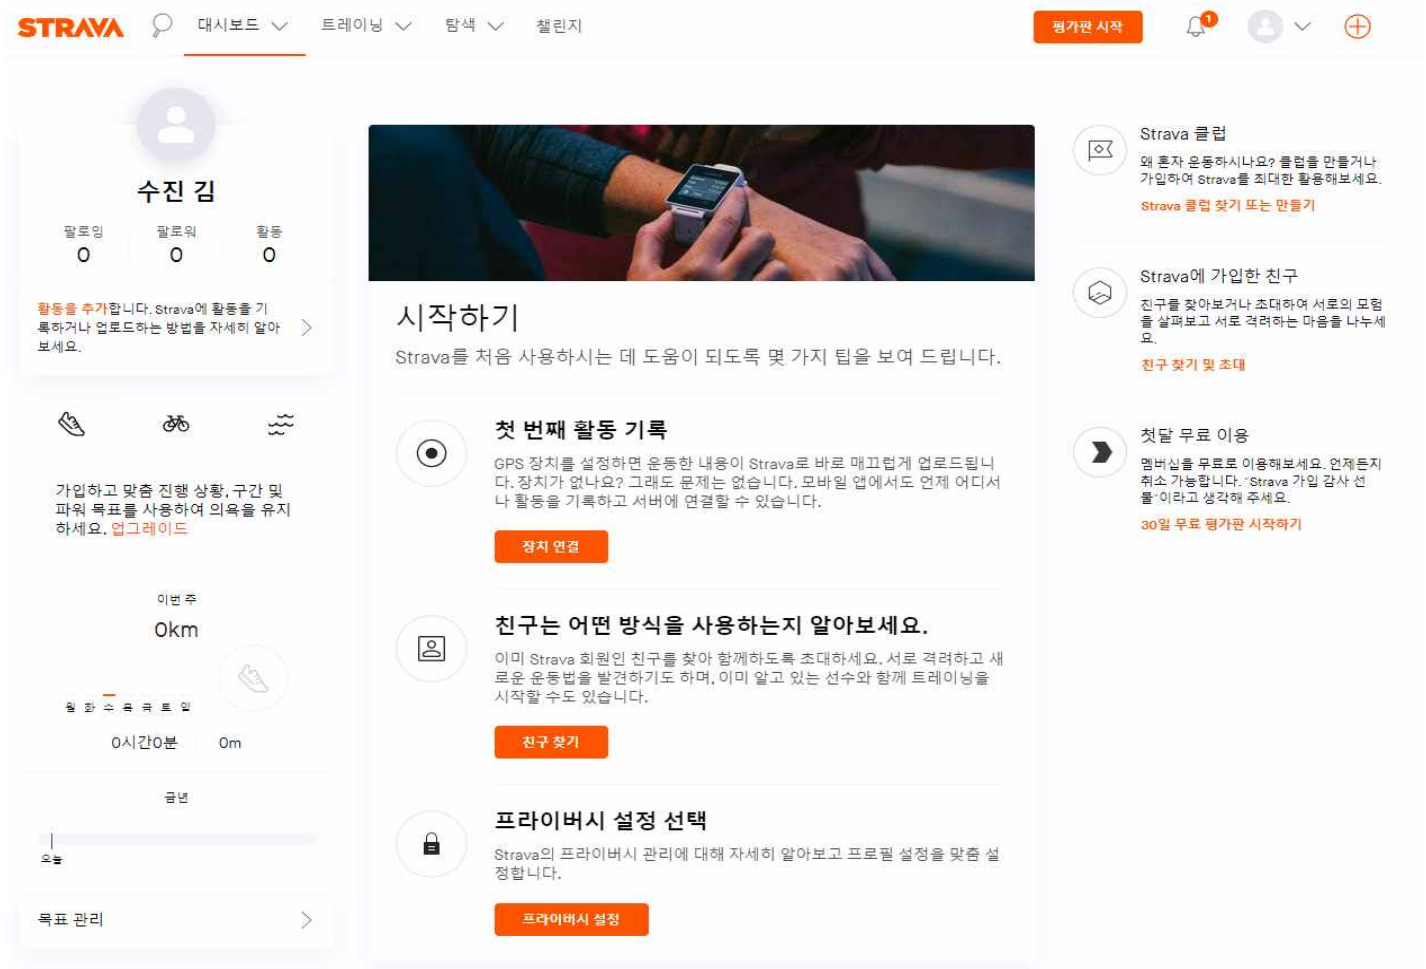 STRAVA
대시보드
트레이닝
탐색
챌린지
평가판 시작
1
수진 김
팔로잉
팔로워
활동
0
0
0
활동을 추가합니다. Strava에 활동을 기
록하거나 업로드하는 방법을 자세히 알아
보세요.
가입하고 맞춤 진행 상황, 구간 및
파워 목표를 사용하여 의욕을 유지
하세요. 업그레이드
이번 주
0km
월 화 수 목 금 토 일
0시간0분
0m
금년
오늘
목표 관리
시작하기
Strava를 처음 사용하시는 데 도움이 되도록 몇 가지 팁을 보여 드립니다.
첫 번째 활동 기록
GPS 장치를 설정하면 운동한 내용이 Strava로 바로 매끄럽게 업로드됩니
다. 장치가 없나요? 그래도 문제는 없습니다. 모바일 앱에서도 언제 어디서
나 활동을 기록하고 서버에 연결할 수 있습니다.
장치 연결
친구는 어떤 방식을 사용하는지 알아보세요.
이미 Strava 회원인 친구를 찾아 함께하도록 초대하세요. 서로 격려하고 새
로운 운동법을 발견하기도 하며, 이미 알고 있는 선수와 함께 트레이닝을
시작할 수도 있습니다.
친구 찾기
프라이버시 설정 선택
Strava의 프라이버시 관리에 대해 자세히 알아보고 프로필 설정을 맞춤 설
정합니다.
프라이버시 설정
Strava 클럽
왜 혼자 운동하시나요? 클럽을 만들거나
가입하여 Strava를 최대한 활용해보세요.
Strava 클럽 찾기 또는 만들기
Strava에 가입한 친구
친구를 찾아보거나 초대하여 서로의 모험
을 살펴보고 서로 격려하는 마음을 나누세
요.
친구 찾기 및 초대
첫달 무료 이용
멤버십을 무료로 이용해보세요. 언제든지
취소 가능합니다. "Strava 가입 감사 선
물"이라고 생각해 주세요.
30일 무료 평가판 시작하기